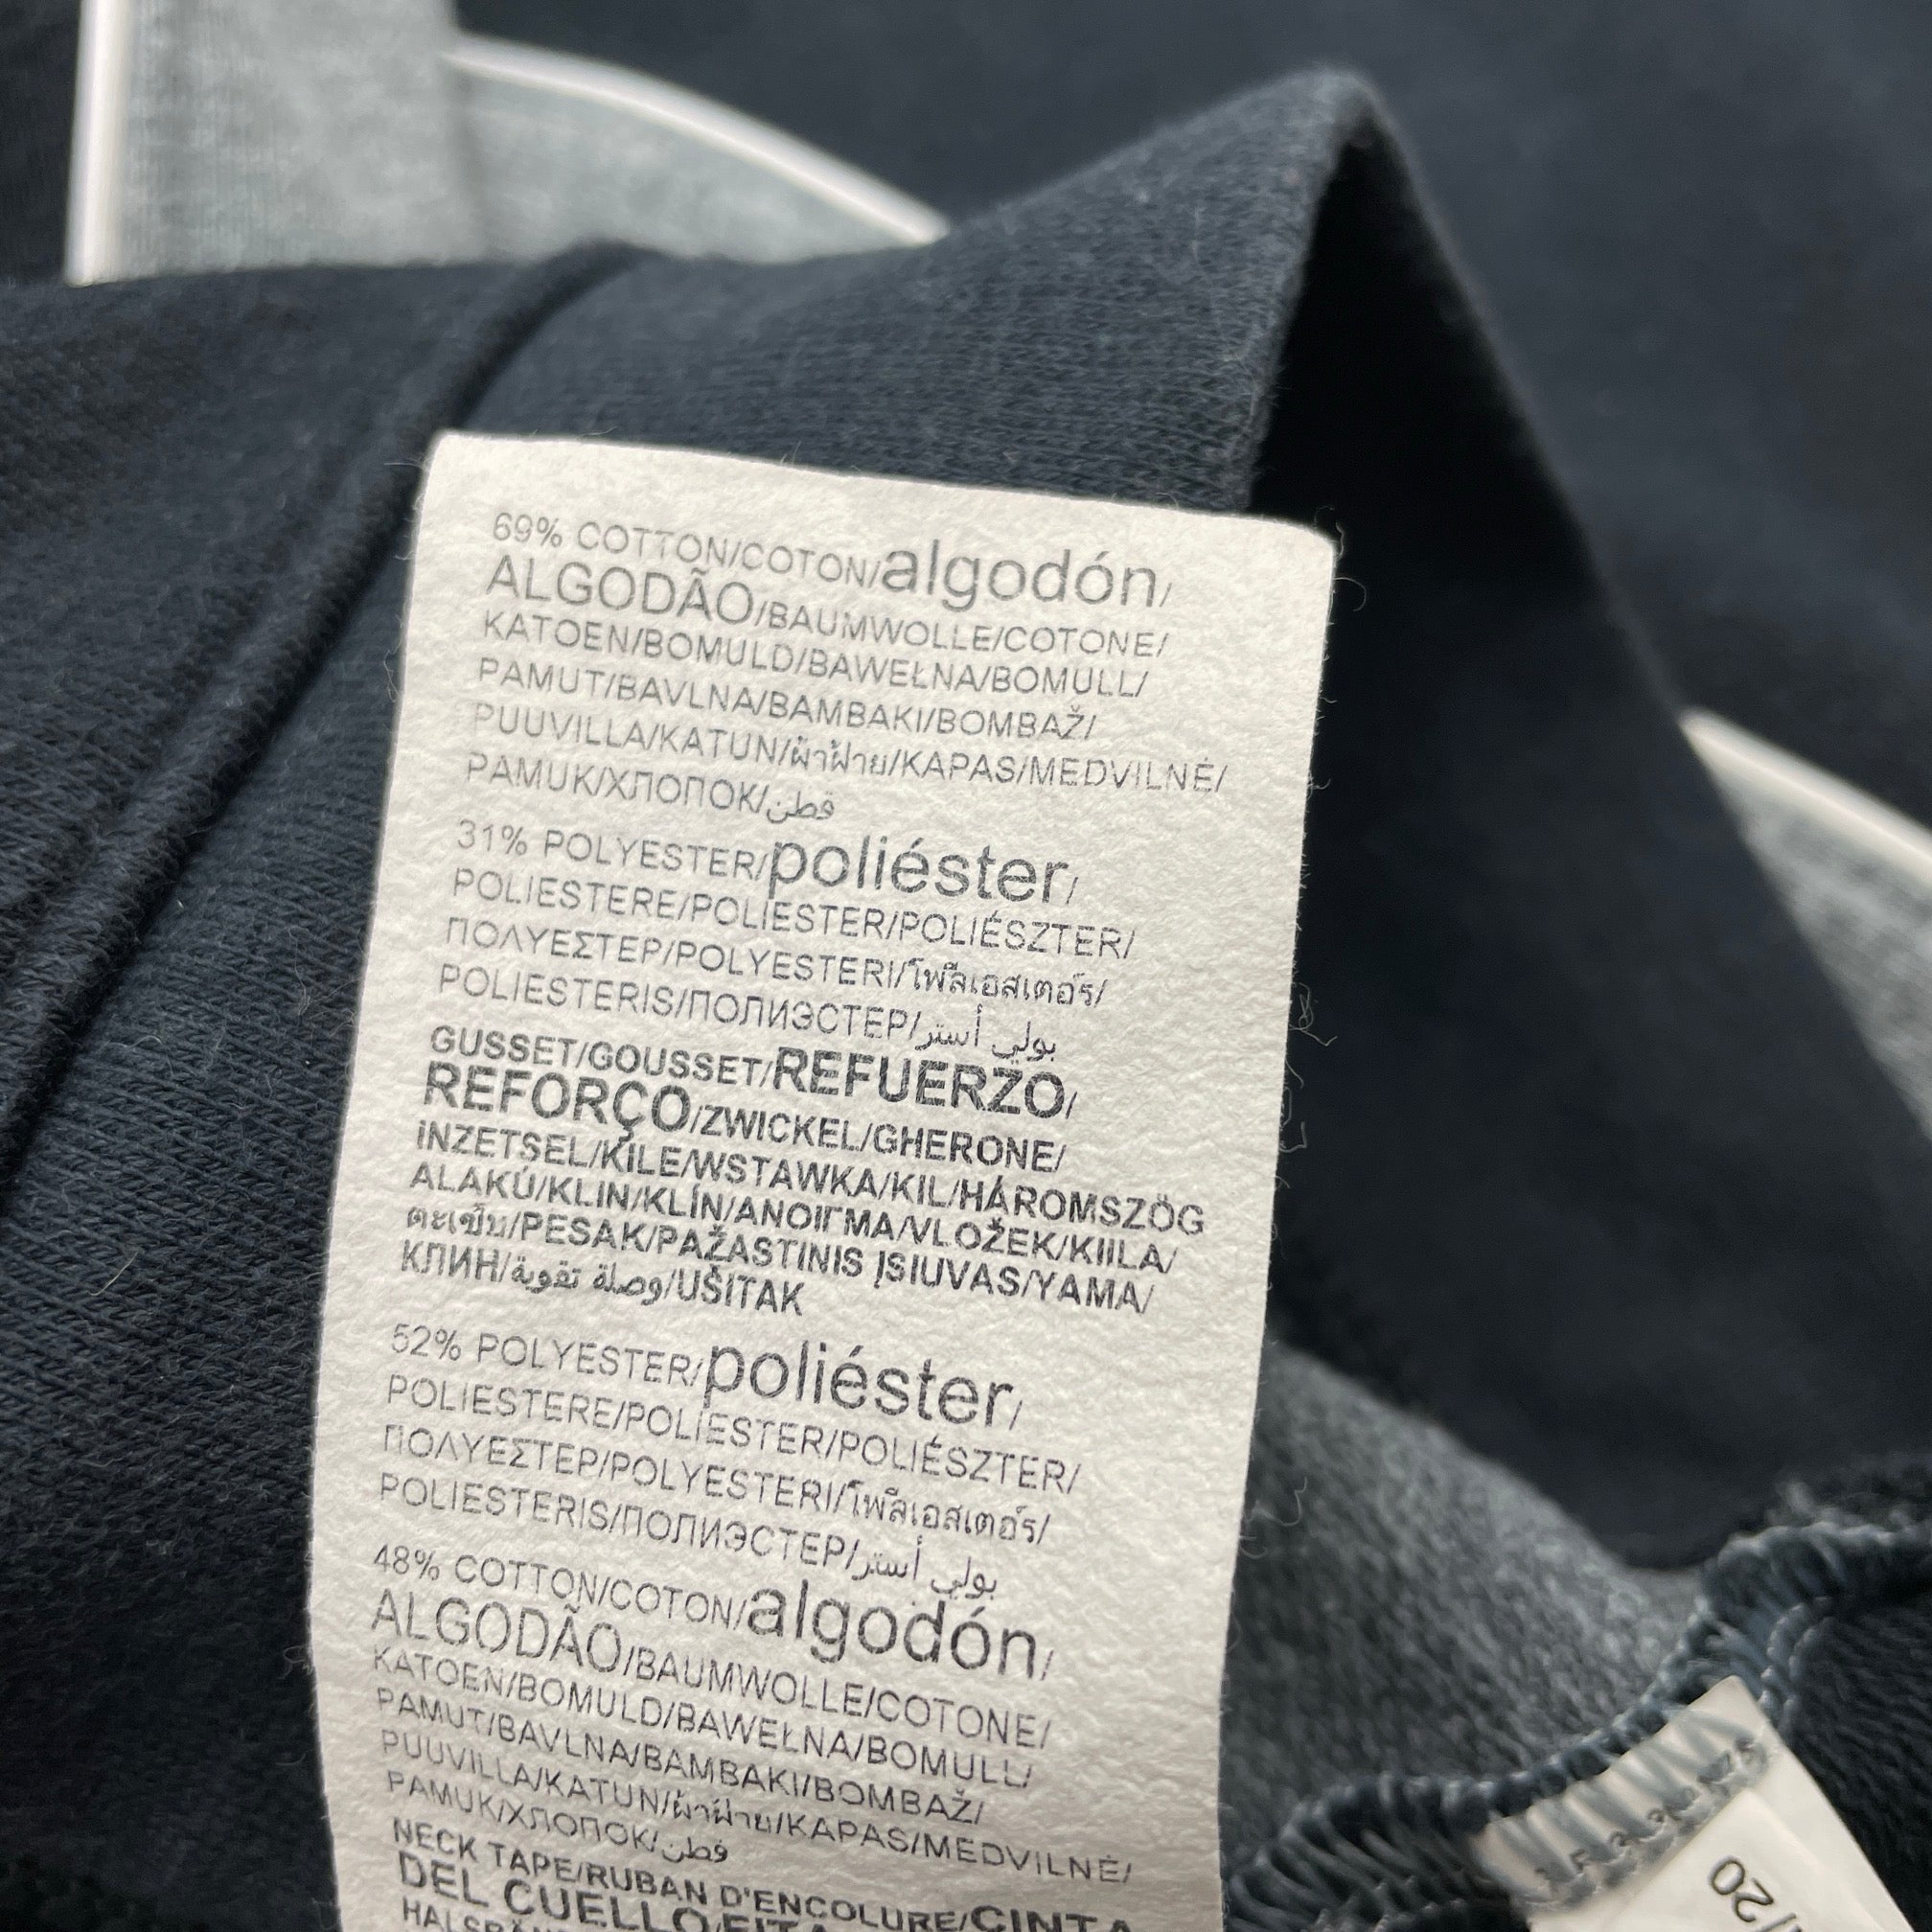 69% COTTON/COTON/algodón/
ALGODÃO/BAUMWOLLE/COTONE/
KATOEN/BOMULD/BAWEŁNA/BOMULL/
PAMUT/BAVLNA/BAMBAKI/BOMBAŽ/
PUUVILLA/KATUN/ผ้าฝ้าย/KAPAS/MEDVILNĖ/
PAMUK/ХЛОПОК/قطن
31% POLYESTER/poliéster/
POLIESTERE/POLIESTER/POLIÉSZTER/
ΠΟΛΥΕΣΤΕΡ/POLYESTERI/โพลีเอสเตอร์/
POLIESTERIS/ПОЛИЭСТЕР/بولي أستر
GUSSET/GOUSSET/REFUERZO/
REFORÇO/ZWICKEL/GHERONE/
INZETSEL/KILE/WSTAWKA/KIL/HÁROMSZÖG
ALAKÚ/KLIN/KLÍN/ΑΝΟΙΓΜΑ/VLOŽEK/KIILA/
ตะเข็บ/PESAK/PAŽASTINIS ĮSIUVAS/YAMA/
КЛИН/وصلة تقوية/UŠITAK
52% POLYESTER/poliéster/
POLIESTERE/POLIESTER/POLIÉSZTER/
ΠΟΛΥΕΣΤΕΡ/POLYESTERI/โพลีเอสเตอร์/
POLIESTERIS/ПОЛИЭСТЕР/بولي أستر
48% COTTON/COTON/algodón/
ALGODÃO/BAUMWOLLE/COTONE/
KATOEN/BOMULD/BAWEŁNA/BOMULL/
PAMUT/BAVLNA/BAMBAKI/BOMBAŽ/
PUUVILLA/KATUN/ผ้าฝ้าย/KAPAS/MEDVILNĖ/
PAMUK/ХЛОПОК/قطن
NECK TAPE/RUBAN D'ENCOLURE/CINTA
DEL CUELLO/FITA
/20